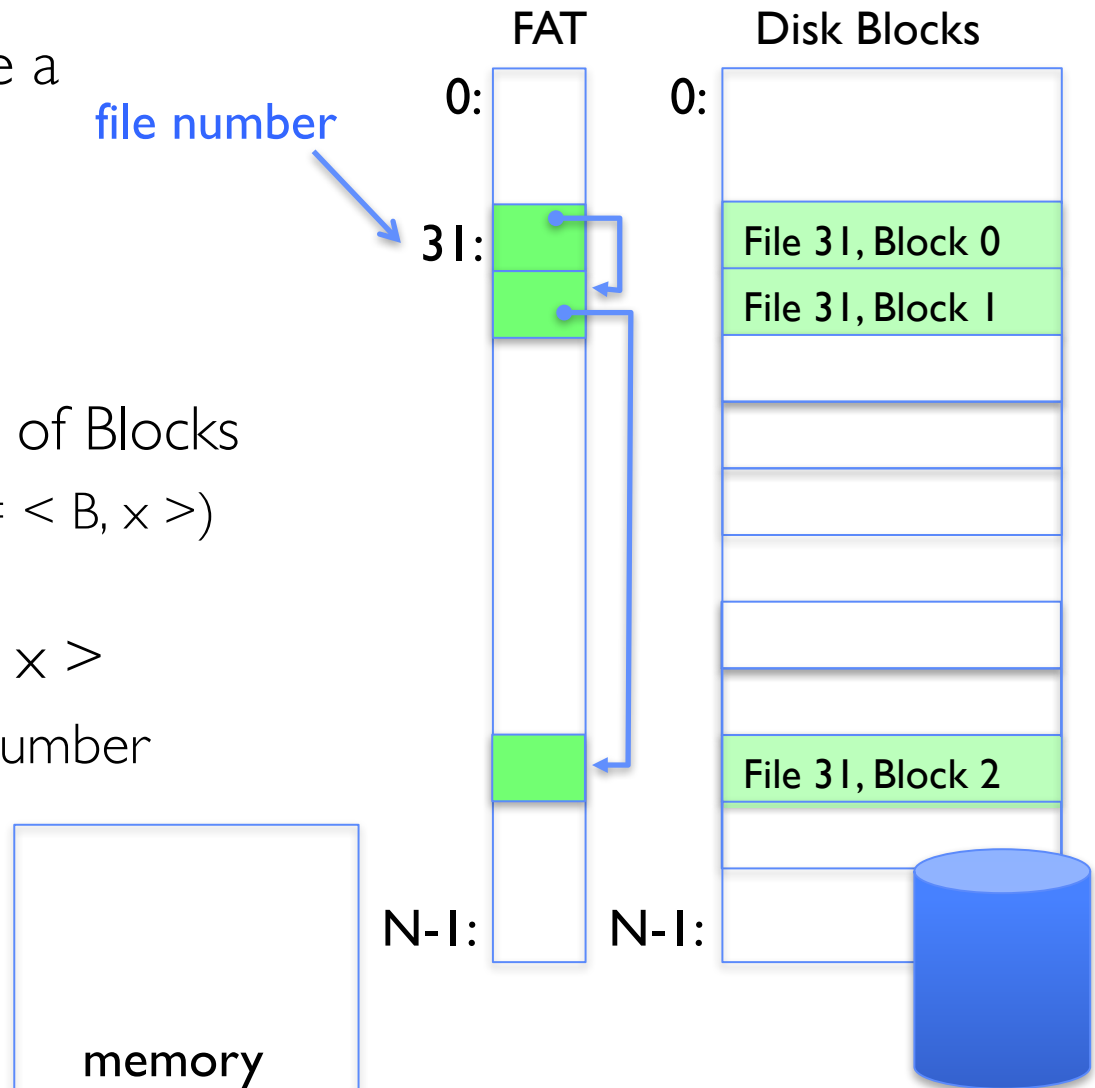 FAT Disk Blocks
e a
0: 0:
file number
31: File 31, Block 0
File 31, Block 1
of Blocks
= < B, x >)
x >
umber
File 31, Block 2
N-1: N-1:
memory